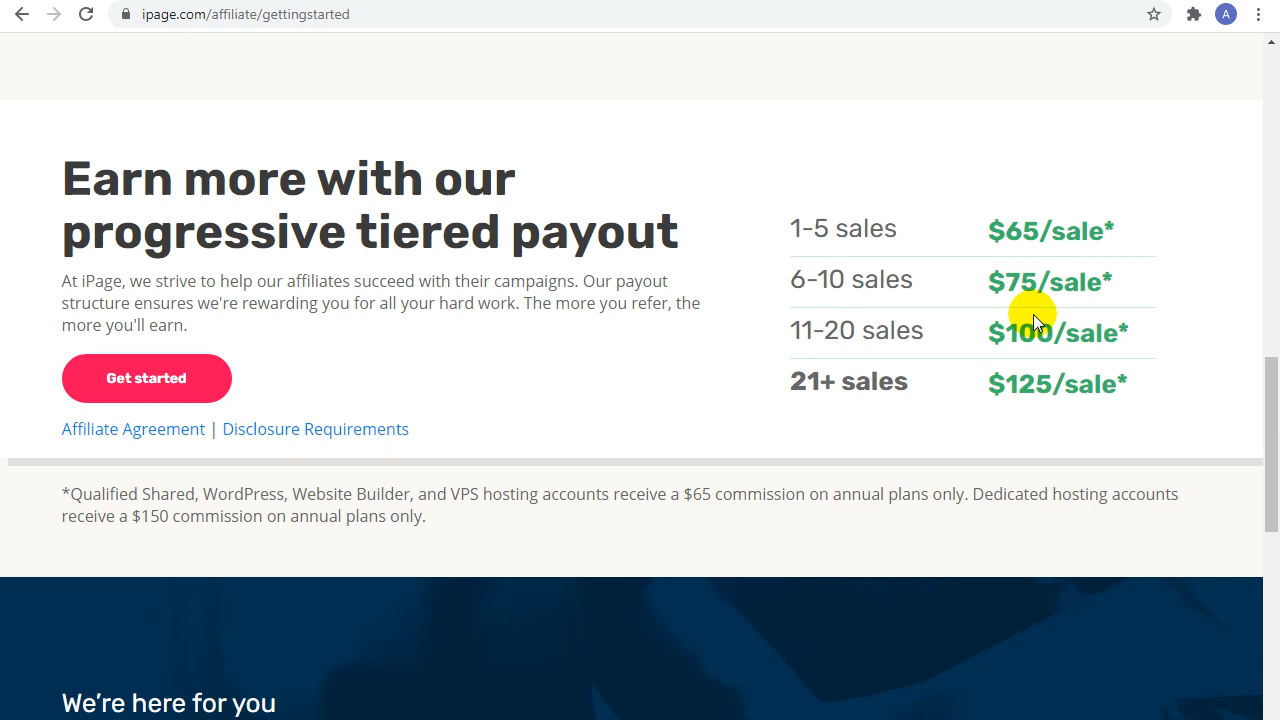 ipage.com/affiliate/gettingstarted
A
Earn more with our
progressive tiered payout
At iPage, we strive to help our affiliates succeed with their campaigns. Our payout
structure ensures we're rewarding you for all your hard work. The more you refer, the
more you'll earn.
Get started
Affiliate Agreement | Disclosure Requirements
1-5 sales $65/sale*
6-10 sales $75/sale*
11-20 sales $100/sale*
21+ sales $125/sale*
*Qualified Shared, WordPress, Website Builder, and VPS hosting accounts receive a $65 commission on annual plans only. Dedicated hosting accounts
receive a $150 commission on annual plans only.
We're here for you